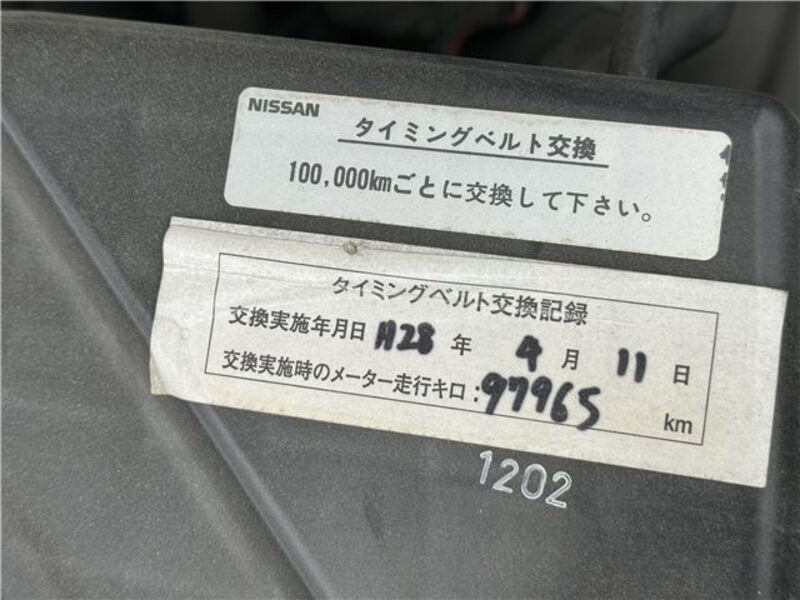 NISSAN
タイミングベルト交換
100,000kmごとに交換して下さい。
タイミングベルト交換記録
交換実施年月日 H28 年 4 月 11 日
交換実施時のメーター走行キロ:97965 km
1202